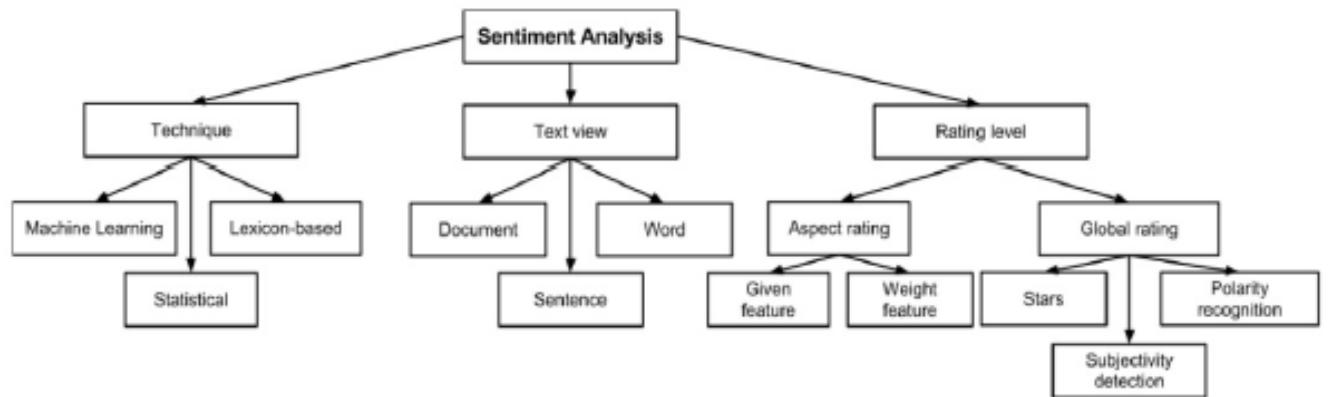 Sentiment Analysis
Technique
Text view
Rating level
Machine Learning
Lexicon-based
Statistical
Document
Word
Sentence
Aspect rating
Global rating
Given
feature
Weight
feature
Stars
Polarity
recognition
Subjectivity
detection